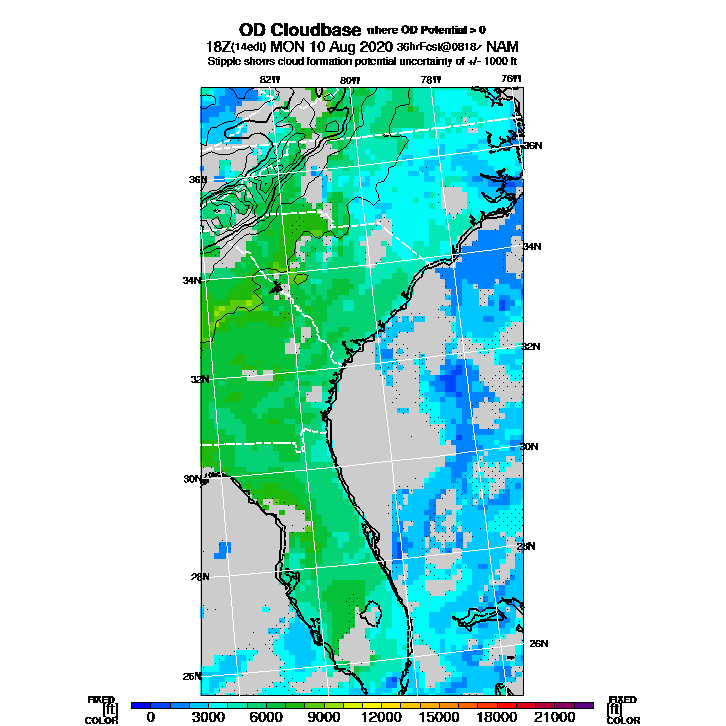 OD Cloudbase where OD Potential > 0
18Z(14edt) MON 10 Aug 2020 36hrFcst@0818z NAM
Stipple shows cloud formation potential uncertainty of +/- 1000 ft
82W 80W 78W 76W
36N 36N
34N 34N
32N 32N
30N 30N
28N 28N
26N 26N
FIXED FIXED
[ft] [ft]
COLOR COLOR
0 3000 6000 9000 12000 15000 18000 21000